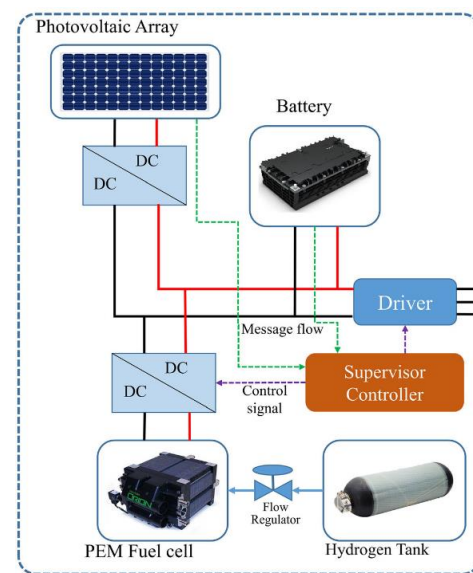 Photovoltaic Array
Battery
DC
DC
Driver
Message flow
DC
DC
Control
signal
Supervisor
Controller
ORION
Flow
Regulator
PEM Fuel cell
Hydrogen Tank